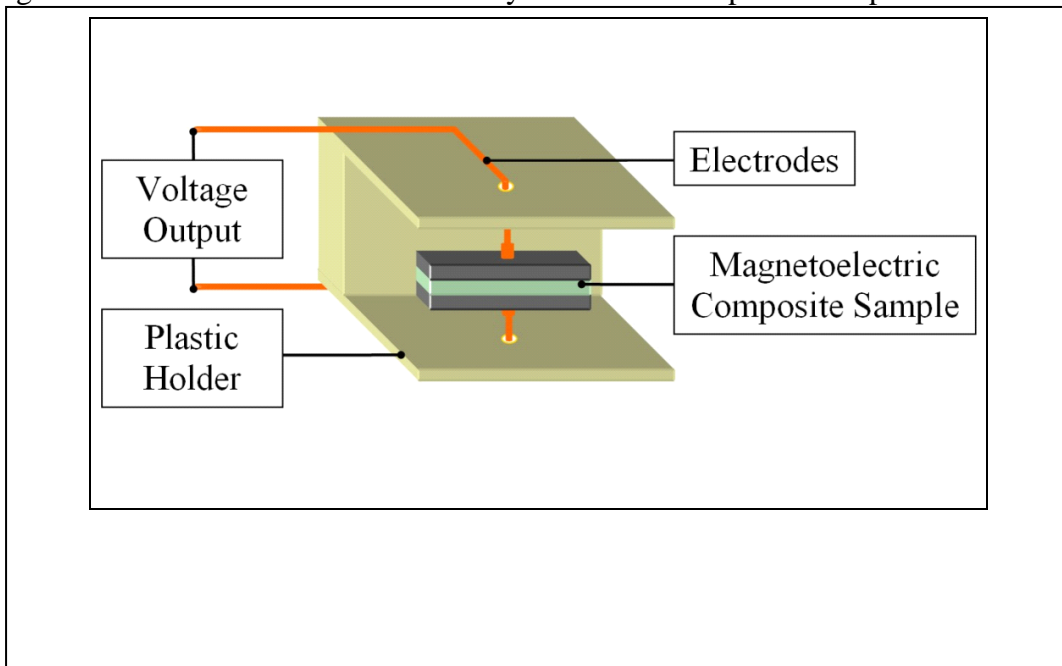 Voltage
Output
Electrodes
Magnetoelectric
Composite Sample
Plastic
Holder